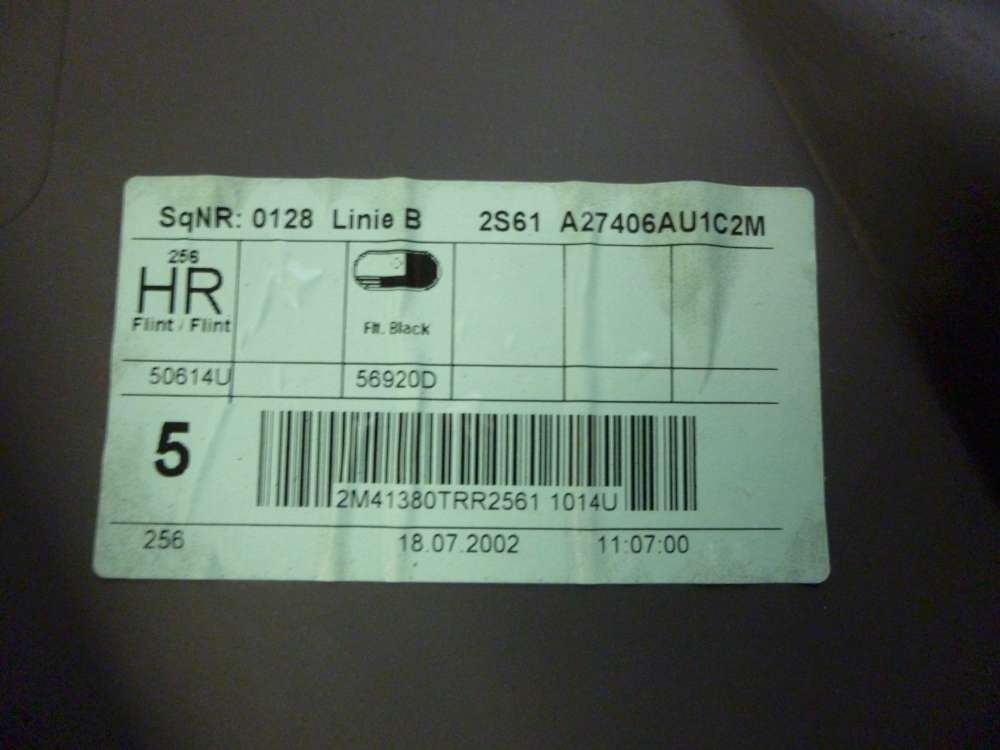 SqNR: 0128 Linie B 2S61 A27406AU1C2M
256
HR
Flint / Flint
Flt. Black
50614U 56920D
5
2M41380TRR2561 1014U
256 18.07.2002 11:07:00